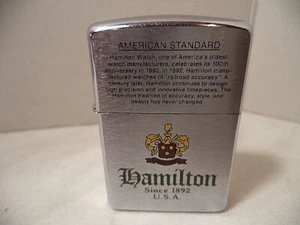 AMERICAN STANDARD
Hamilton Watch, one of America's oldest
watch manufacturers, celebrates its 100th
Anniversary in 1992. In 1892, Hamilton manu-
factured watches of "railroad accuracy". A
century later, Hamilton continues to design
high precision and innovative timepieces. The
Hamilton tradition of accuracy, style, and
beauty has never changed.
Hamilton
Since 1892
U.S.A.